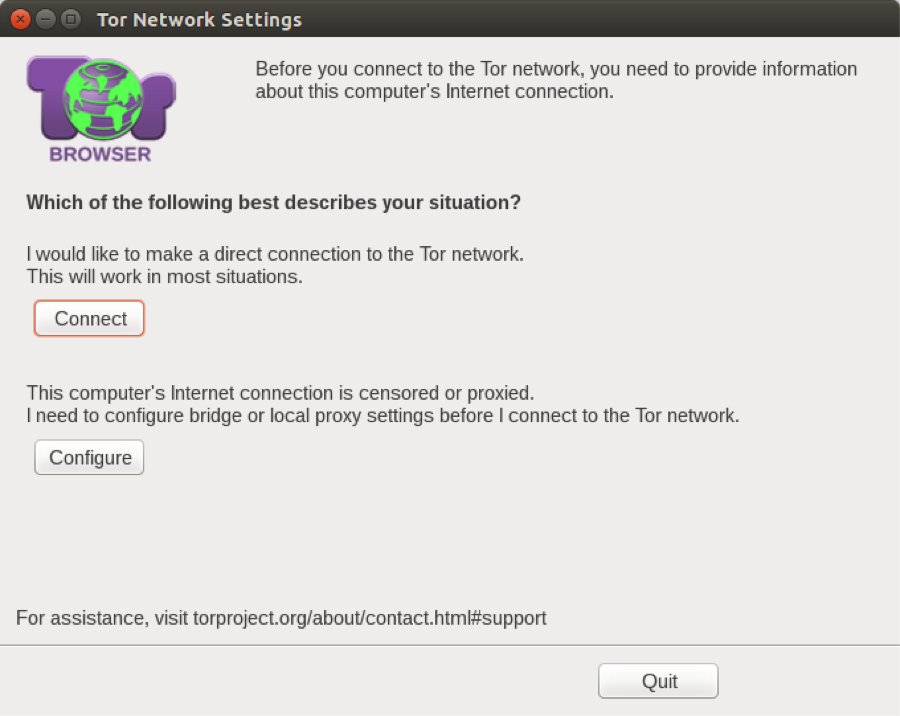 Tor Network Settings
Tor
BROWSER
Before you connect to the Tor network, you need to provide information
about this computer's Internet connection.
Which of the following best describes your situation?
I would like to make a direct connection to the Tor network.
This will work in most situations.
Connect
This computer's Internet connection is censored or proxied.
I need to configure bridge or local proxy settings before I connect to the Tor network.
Configure
For assistance, visit torproject.org/about/contact.html#support
Quit